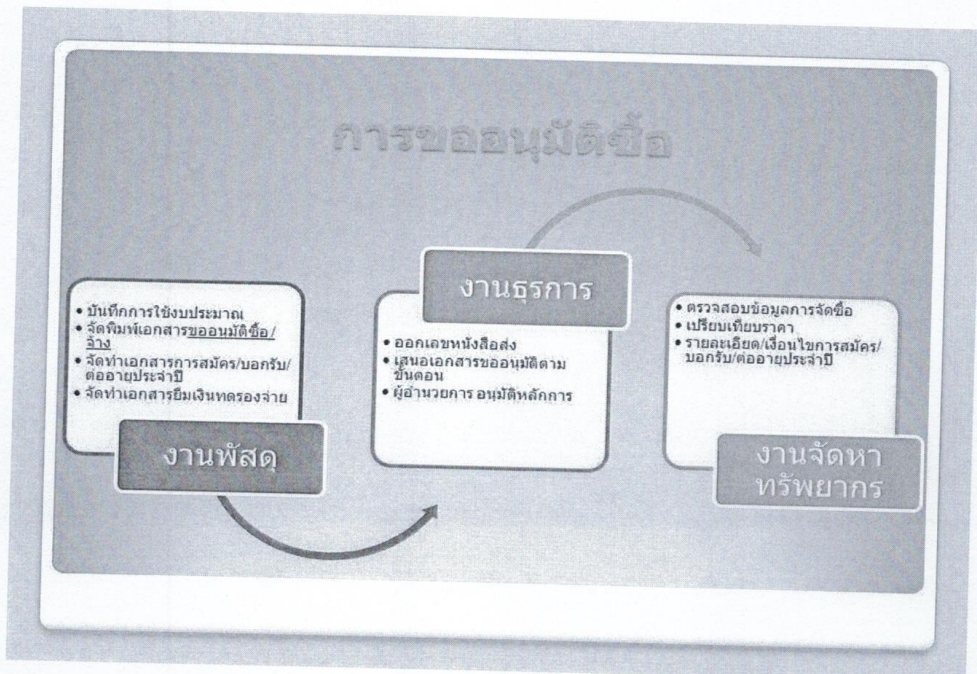 การขออนุมัติซื้อ
• บันทึกการใช้งบประมาณ
• จัดพิมพ์เอกสารขออนุมัติซื้อ/
จ้าง
• จัดทำเอกสารการสมัคร/บอกรับ/
ต่ออายุประจำปี
• จัดทำเอกสารยืมเงินทดรองจ่าย
งานพัสดุ
งานธุรการ
• ออกเลขหนังสือส่ง
• เสนอเอกสารขออนุมัติตาม
ขั้นตอน
• ผู้อำนวยการ อนุมัติหลักการ
• ตรวจสอบข้อมูลการจัดซื้อ
• เปรียบเทียบราคา
• รายละเอียด/เงื่อนไขการสมัคร/
บอกรับ/ต่ออายุประจำปี
งานจัดหา
ทรัพยากร